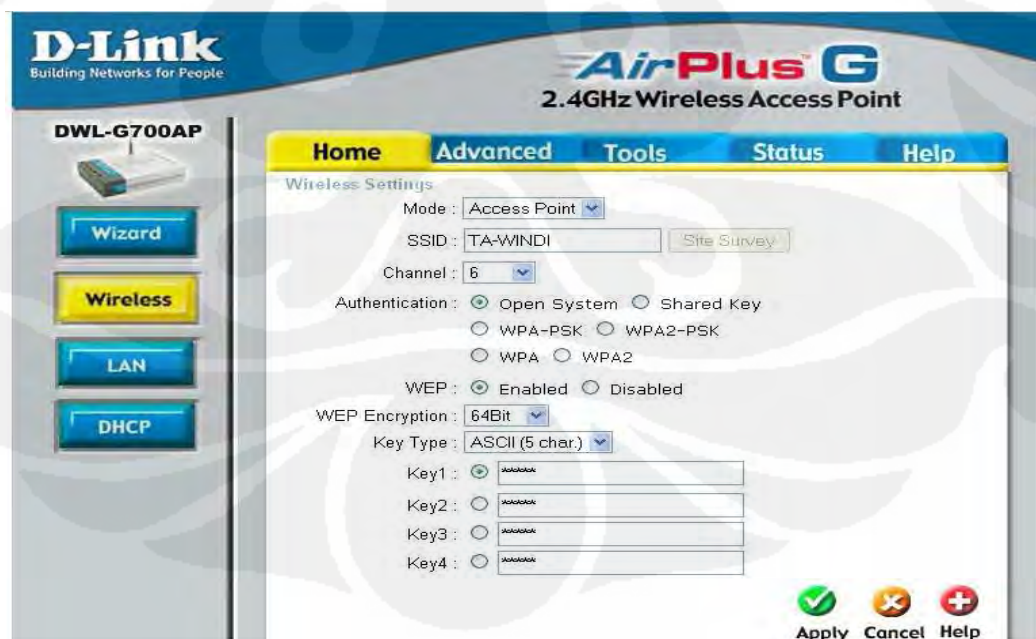 D-Link
Building Networks for People
AirPlus™ G
2.4GHz Wireless Access Point
DWL-G700AP
Home Advanced Tools Status Help
Wireless Settings
Mode : Access Point
SSID : TA-WINDI Site Survey
Channel : 6
Authentication : Open System Shared Key
WPA-PSK WPA2-PSK
WPA WPA2
WEP : Enabled Disabled
WEP Encryption : 64Bit
Key Type : ASCII (5 char.)
Key1 : *****
Key2 : *****
Key3 : *****
Key4 : *****
Wizard
Wireless
LAN
DHCP
Apply Cancel Help